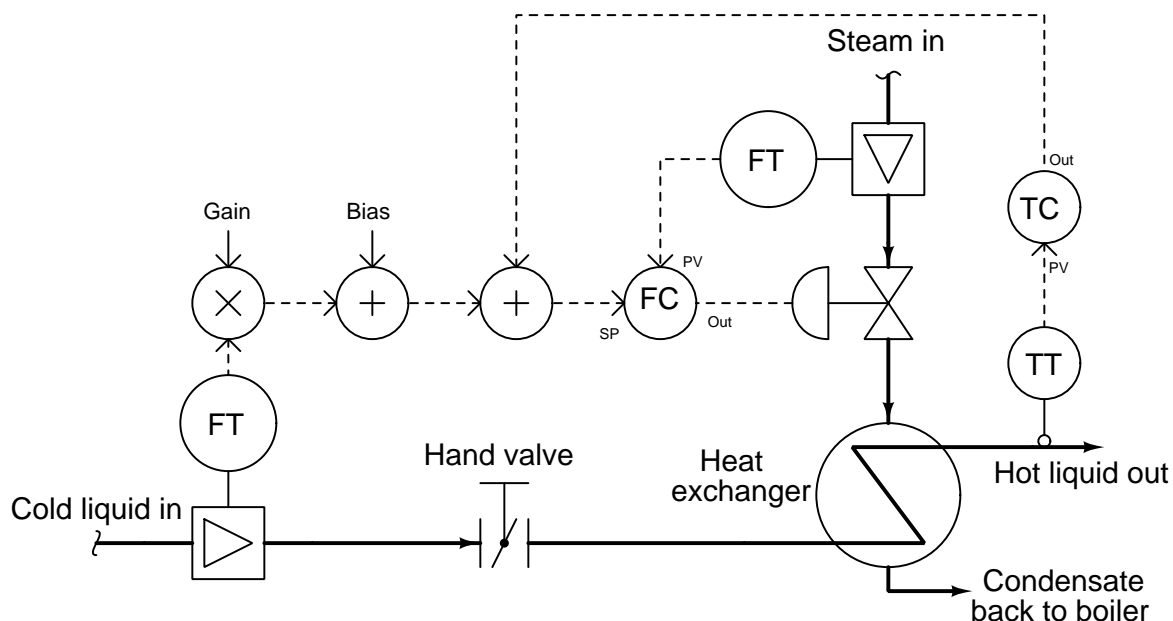 Steam in
FT
Out
TC
Gain
Bias
PV
PV
FC
SP
Out
TT
FT
Hand valve
Heat
exchanger
Hot liquid out
Cold liquid in
Condensate
back to boiler